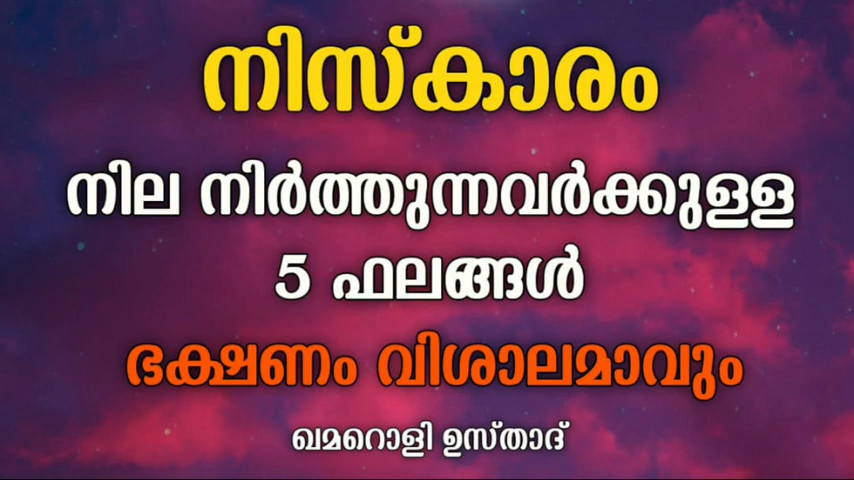 നിസ്കാരം
നില നിർത്തുന്നവർക്കുള്ള
5 ഫലങ്ങൾ
ഭക്ഷണം വിശാലമാവും
ഖമറൊളി ഉസ്താദ്